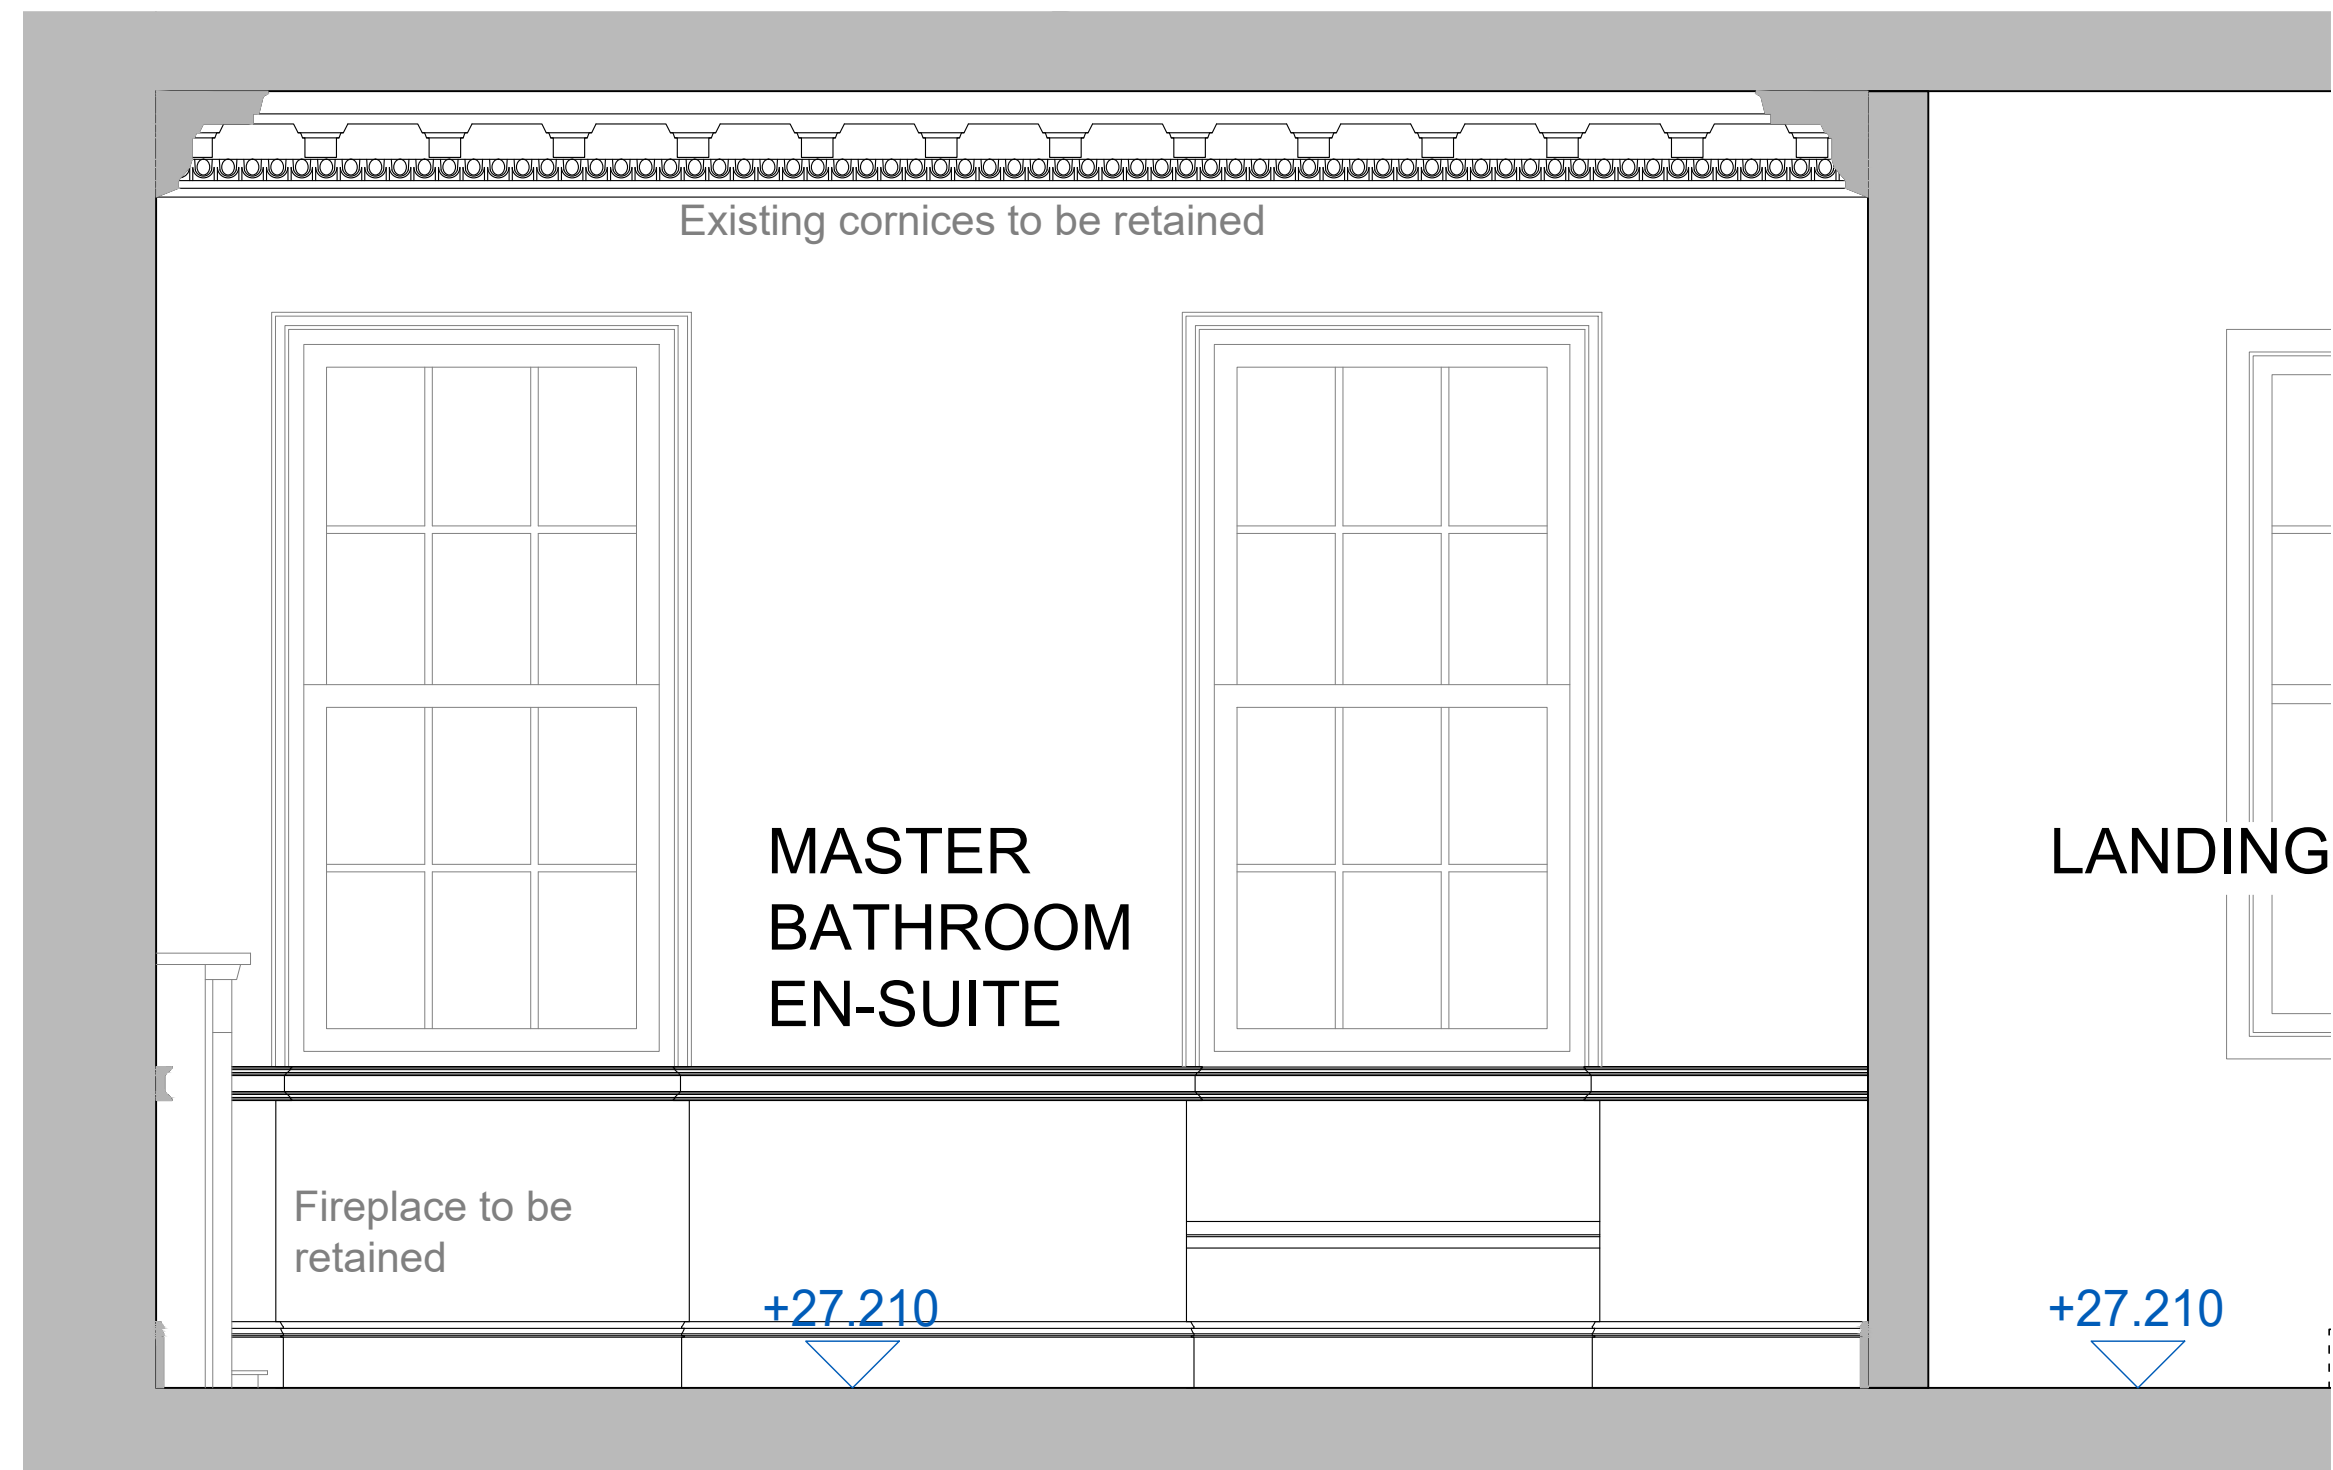 Existing cornices to be retained
MASTER
BATHROOM
EN-SUITE
LANDING
Fireplace to be
retained
+27.210
+27.210